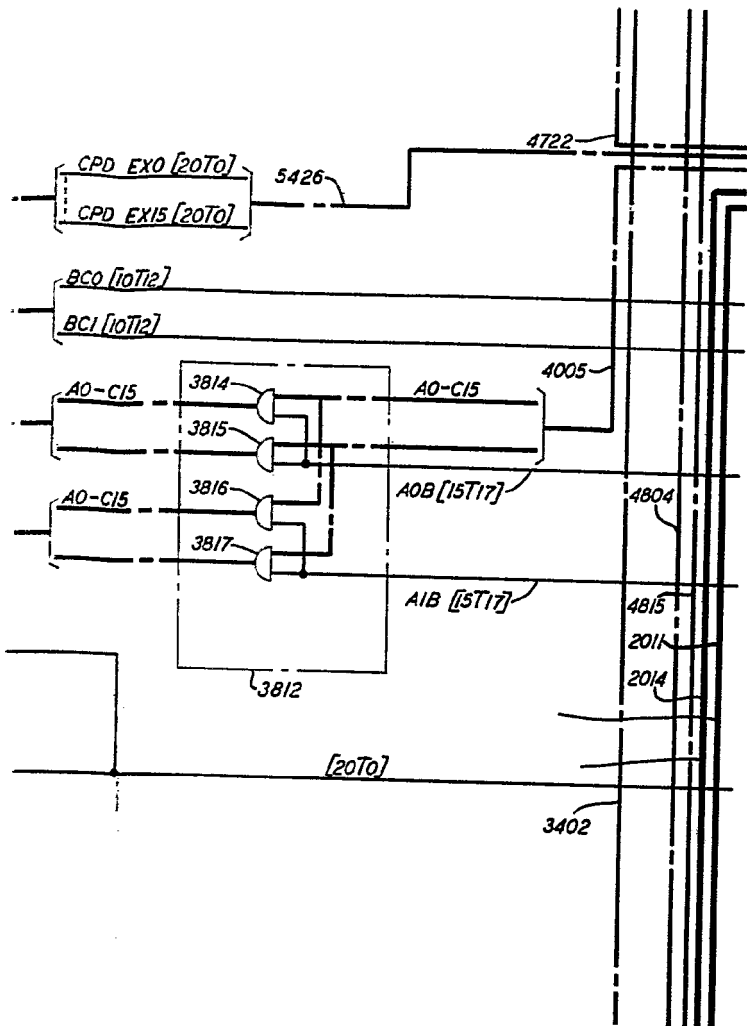 4722
CPD EX0 [20T0]
5426
CPD EX15 [20T0]
BC0 [10T12]
BC1 [10T12]
4005
3814
A0-C15
A0-C15
3815
A0B [15T17]
3816
A0-C15
4804
3817
A1B [15T17]
4815
2011
3812
2014
[20T0]
3402